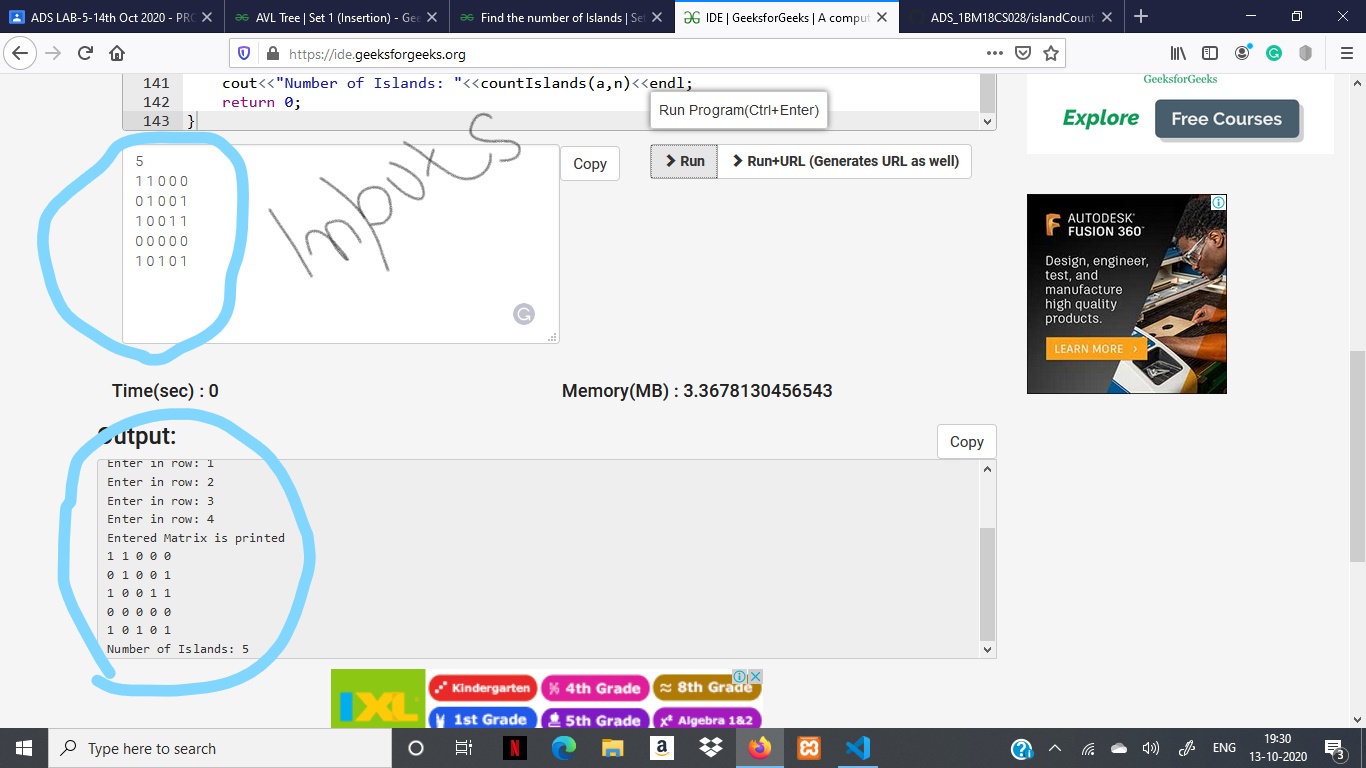 ADS LAB-5-14th Oct 2020 - PRO
AVL Tree | Set 1 (Insertion) - Gee
Find the number of Islands | Set
IDE | GeeksforGeeks | A comput
ADS_1BM18CS028/islandCount
https://ide.geeksforgeeks.org
141 cout<<"Number of Islands: "<<countIslands(a,n)<<endl;
142 return 0;
143 }
Run Program(Ctrl+Enter)
5
1 1 0 0 0
0 1 0 0 1
1 0 0 1 1
0 0 0 0 0
1 0 1 0 1
Inputs
Copy
Run
Run+URL (Generates URL as well)
Time(sec) : 0
Memory(MB) : 3.3678130456543
Output:
Copy
Enter in row: 1
Enter in row: 2
Enter in row: 3
Enter in row: 4
Entered Matrix is printed
1 1 0 0 0
0 1 0 0 1
1 0 0 1 1
0 0 0 0 0
1 0 1 0 1
Number of Islands: 5
GeeksforGeeks
Explore Free Courses
AUTODESK
FUSION 360
Design, engineer,
test, and
manufacture
high quality
products.
LEARN MORE
IXL
Kindergarten
4th Grade
8th Grade
1st Grade
5th Grade
Algebra 1&2
Type here to search
ENG
19:30
13-10-2020
3